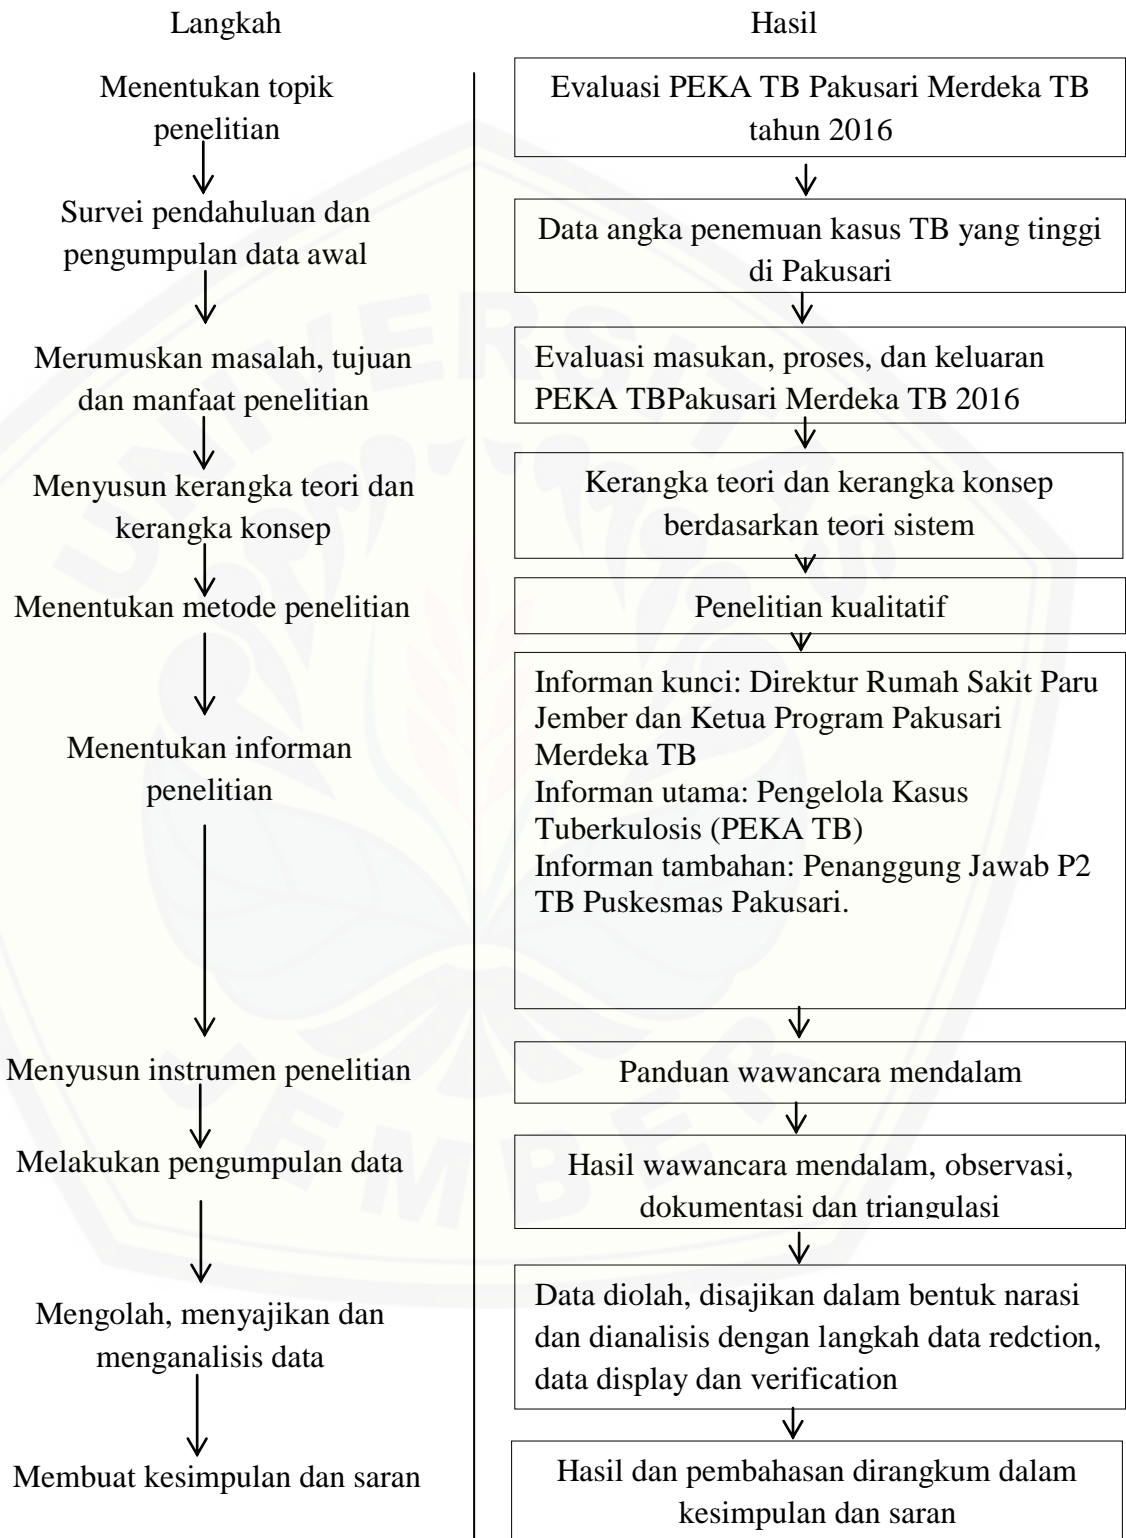 Langkah
Hasil
Menentukan topik
penelitian
Evaluasi PEKA TB Pakusari Merdeka TB
tahun 2016
Survei pendahuluan dan
pengumpulan data awal
Data angka penemuan kasus TB yang tinggi
di Pakusari
Merumuskan masalah, tujuan
dan manfaat penelitian
Evaluasi masukan, proses, dan keluaran
PEKA TBPakusari Merdeka TB 2016
Menyusun kerangka teori dan
kerangka konsep
Kerangka teori dan kerangka konsep
berdasarkan teori sistem
Menentukan metode penelitian
Penelitian kualitatif
Menentukan informan
penelitian
Informan kunci: Direktur Rumah Sakit Paru
Jember dan Ketua Program Pakusari
Merdeka TB
Informan utama: Pengelola Kasus
Tuberkulosis (PEKA TB)
Informan tambahan: Penanggung Jawab P2
TB Puskesmas Pakusari.
Menyusun instrumen penelitian
Panduan wawancara mendalam
Melakukan pengumpulan data
Hasil wawancara mendalam, observasi,
dokumentasi dan triangulasi
Mengolah, menyajikan dan
menganalisis data
Data diolah, disajikan dalam bentuk narasi
dan dianalisis dengan langkah data redction,
data display dan verification
Membuat kesimpulan dan saran
Hasil dan pembahasan dirangkum dalam
kesimpulan dan saran
UNIVERSITAS
JEMBER